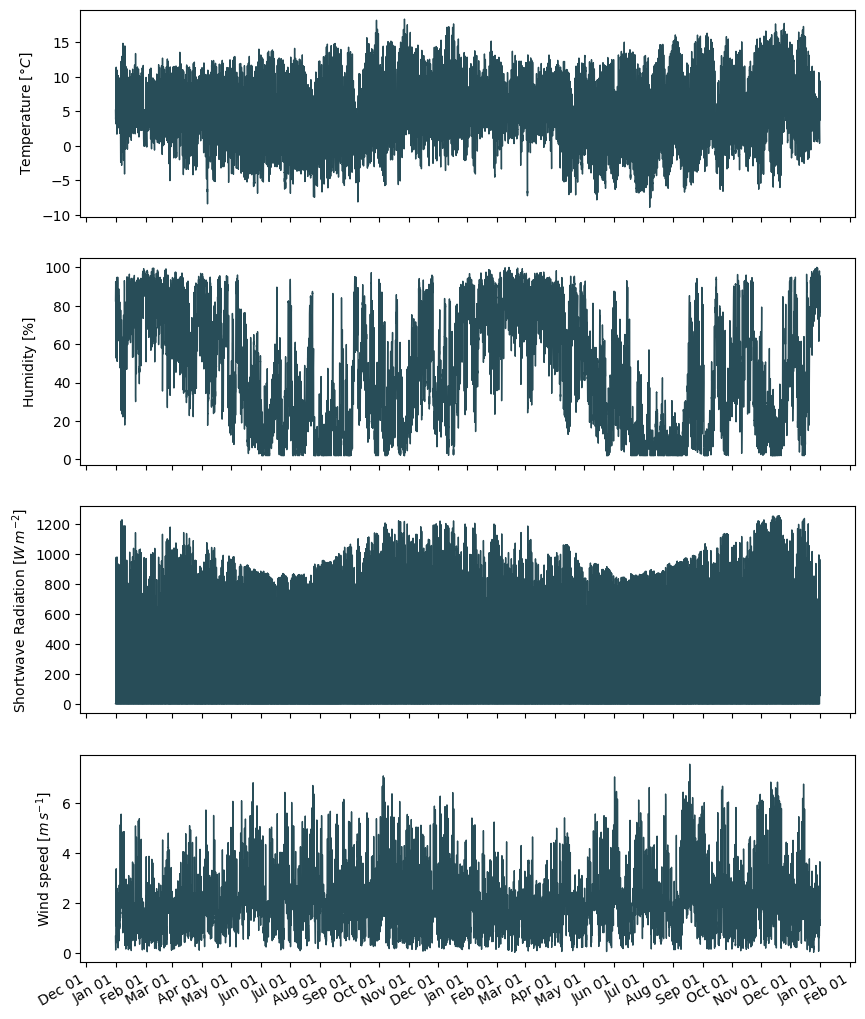 Temperature [°C]
15
10
5
0
−5
−10
Humidity [%]
100
80
60
40
20
0
Shortwave Radiation [W m⁻²]
1200
1000
800
600
400
200
0
Wind speed [m s⁻¹]
6
4
2
0
Dec 01
Jan 01
Feb 01
Mar 01
Apr 01
May 01
Jun 01
Jul 01
Aug 01
Sep 01
Oct 01
Nov 01
Dec 01
Jan 01
Feb 01
Mar 01
Apr 01
May 01
Jun 01
Jul 01
Aug 01
Sep 01
Oct 01
Nov 01
Dec 01
Jan 01
Feb 01